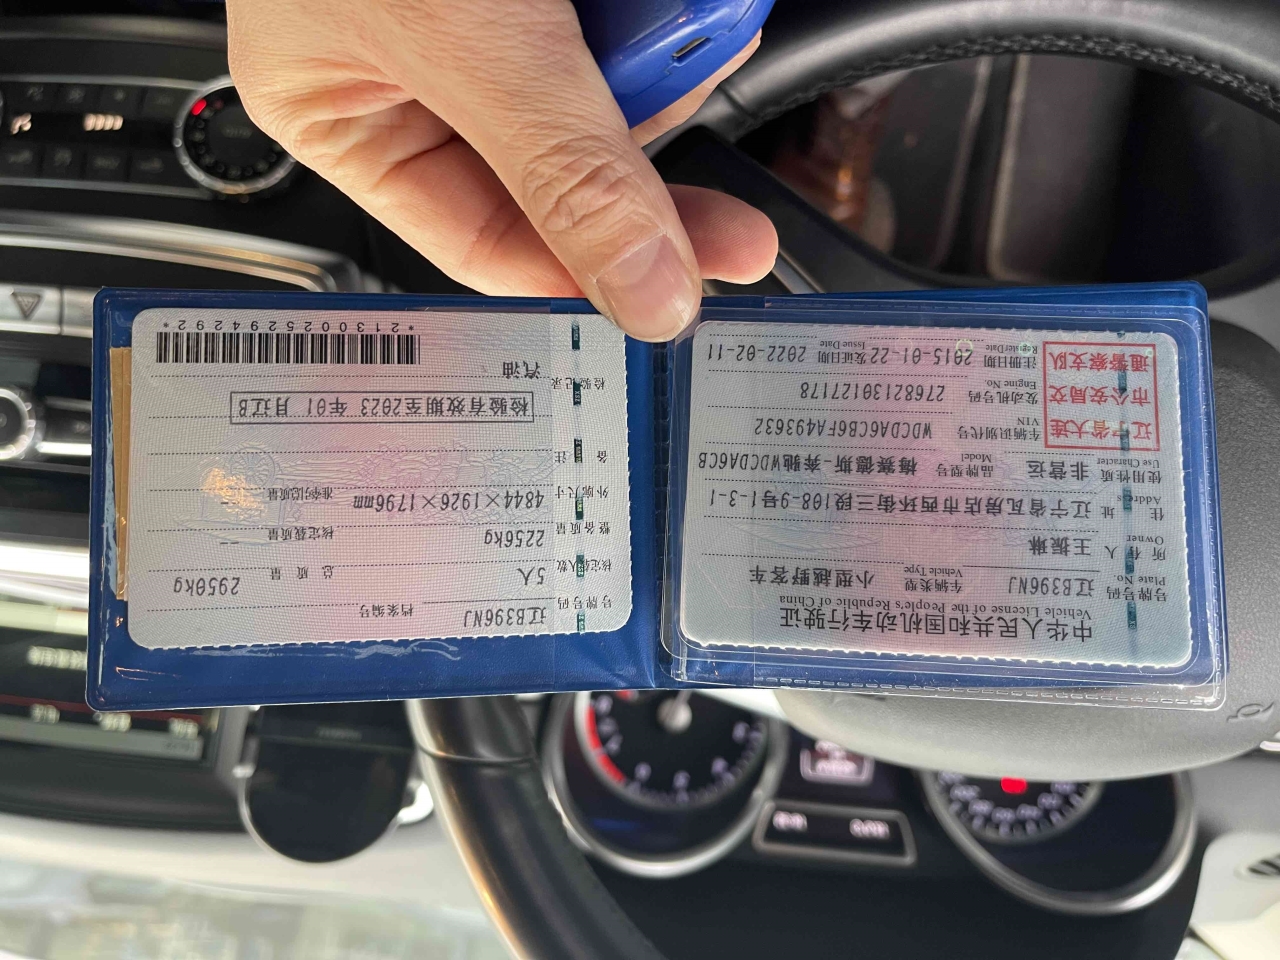 中华人民共和国机动车行驶证
Vehicle License of the People's Republic of China
号牌号码 辽B396NJ 车辆类型 小型越野客车
Plate No. Vehicle Type
所有人 王振琳
Owner
住址 辽宁省瓦房店市西环街三段108-9号1-3-1
Address
使用性质 非营运 品牌型号 梅赛德斯-奔驰WDCDA6CB
Use Character Model
辽宁省大连
市公安局交
通警察支队
车辆识别代号 WDCDA6CB6FA493632
VIN
发动机号码 27682130127178
Engine No.
注册日期 2015-01-22 发证日期 2022-02-11
Register Date Issue Date
号牌号码 辽B396NJ 档案编号
核定载人数 5人 总质量 2950kg
整备质量 2256kg 核定载质量 --
外廓尺寸 4844×1926×1796mm 准牵引总质量
备注
检验有效期至2023年01月辽B
检验记录
汽油
*2130025294292*